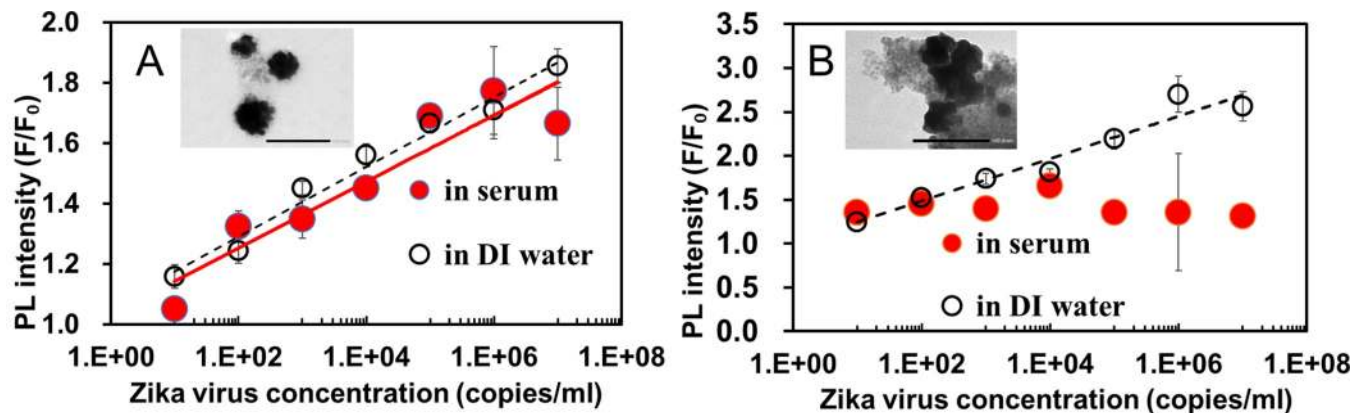 A
PL intensity (F/F₀)
2.0
1.8
1.6
1.4
1.2
1.0
in serum
in DI water
1.E+00 1.E+02 1.E+04 1.E+06 1.E+08
Zika virus concentration (copies/ml)
B
PL intensity (F/F₀)
3.5
3.0
2.5
2.0
1.5
1.0
0.5
0.0
in serum
in DI water
1.E+00 1.E+02 1.E+04 1.E+06 1.E+08
Zika virus concentration (copies/ml)